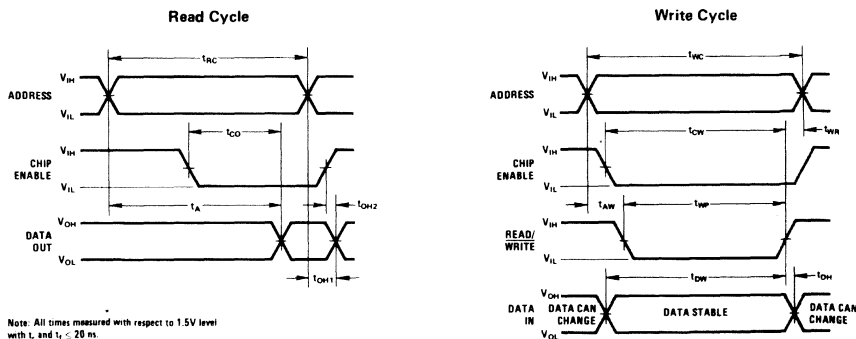 Read Cycle
tRC
VIH
ADDRESS
VIL
tCO
VIH
CHIP
ENABLE
VIL
tA
tOH2
VOH
DATA
OUT
VOL
tOH1
Note: All times measured with respect to 1.5V level
with tr and tf ≤ 20 ns.
Write Cycle
tWC
VIH
ADDRESS
VIL
tCW
tWR
VIH
CHIP
ENABLE
VIL
tAW
tWP
VIH
READ/
WRITE
VIL
tDW
tDH
VOH
DATA
IN
DATA CAN
CHANGE
DATA STABLE
DATA CAN
CHANGE
VOL